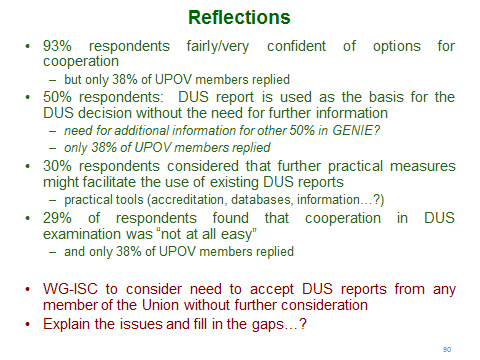 Reflections
• 93% respondents fairly/very confident of options for
cooperation
– but only 38% of UPOV members replied
• 50% respondents: DUS report is used as the basis for the
DUS decision without the need for further information
– need for additional information for other 50% in GENIE?
– only 38% of UPOV members replied
• 30% respondents considered that further practical measures
might facilitate the use of existing DUS reports
– practical tools (accreditation, databases, information…?)
• 29% of respondents found that cooperation in DUS
examination was “not at all easy”
– and only 38% of UPOV members replied
• WG-ISC to consider need to accept DUS reports from any
member of the Union without further consideration
• Explain the issues and fill in the gaps…?
90